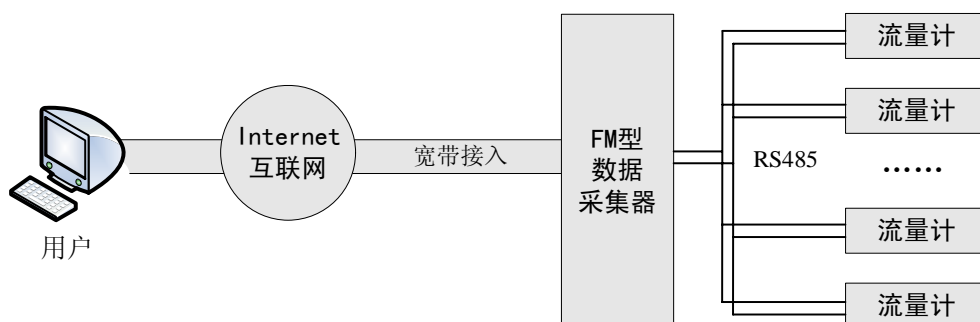 用户
Internet
互联网
宽带接入
FM型
数据
采集器
RS485
流量计
流量计
……
流量计
流量计